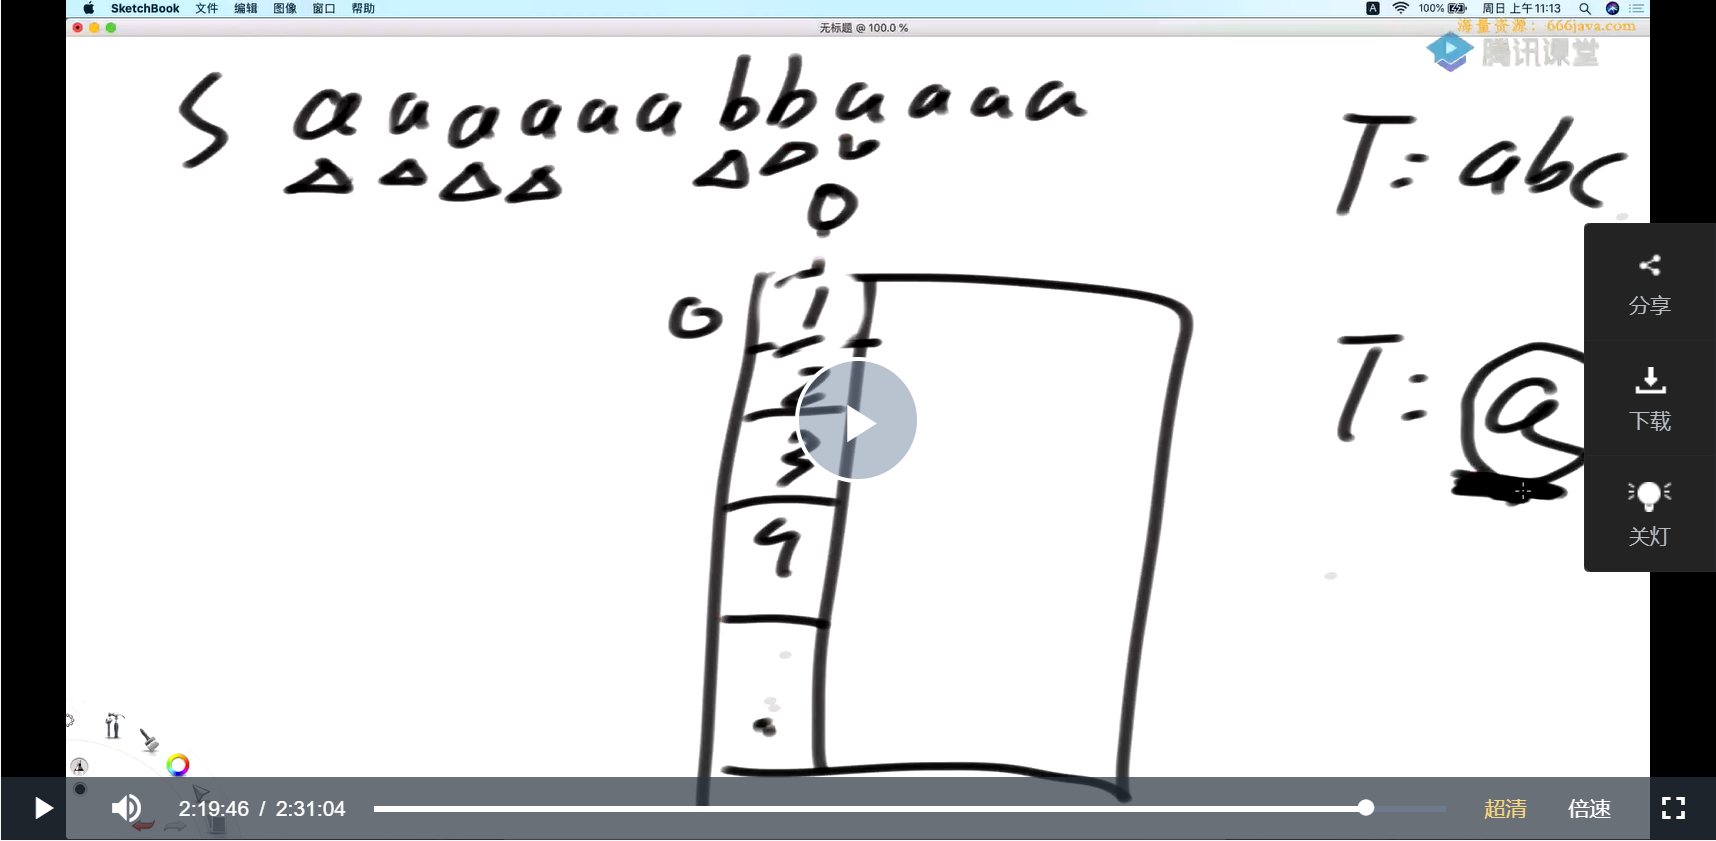 SketchBook 文件 编辑 图像 窗口 帮助 A 100% 周日 上午11:13
无标题 @ 100.0 %
海量资源：666java.com
腾讯课堂
S a a a a a a b b a a a a
T: abc
0
0 1
2
3
4
T: a
分享
下载
关灯
2:19:46 / 2:31:04 超清 倍速